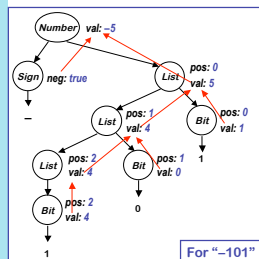 Number val: –5
pos: 0
Sign neg: true List val: 5
pos: 1
– List val: 4 pos: 0
Bit val: 1
pos: 2 pos: 1 1
List val: 4 Bit val: 0
Bit pos: 2
val: 4 0
1
For “–101”